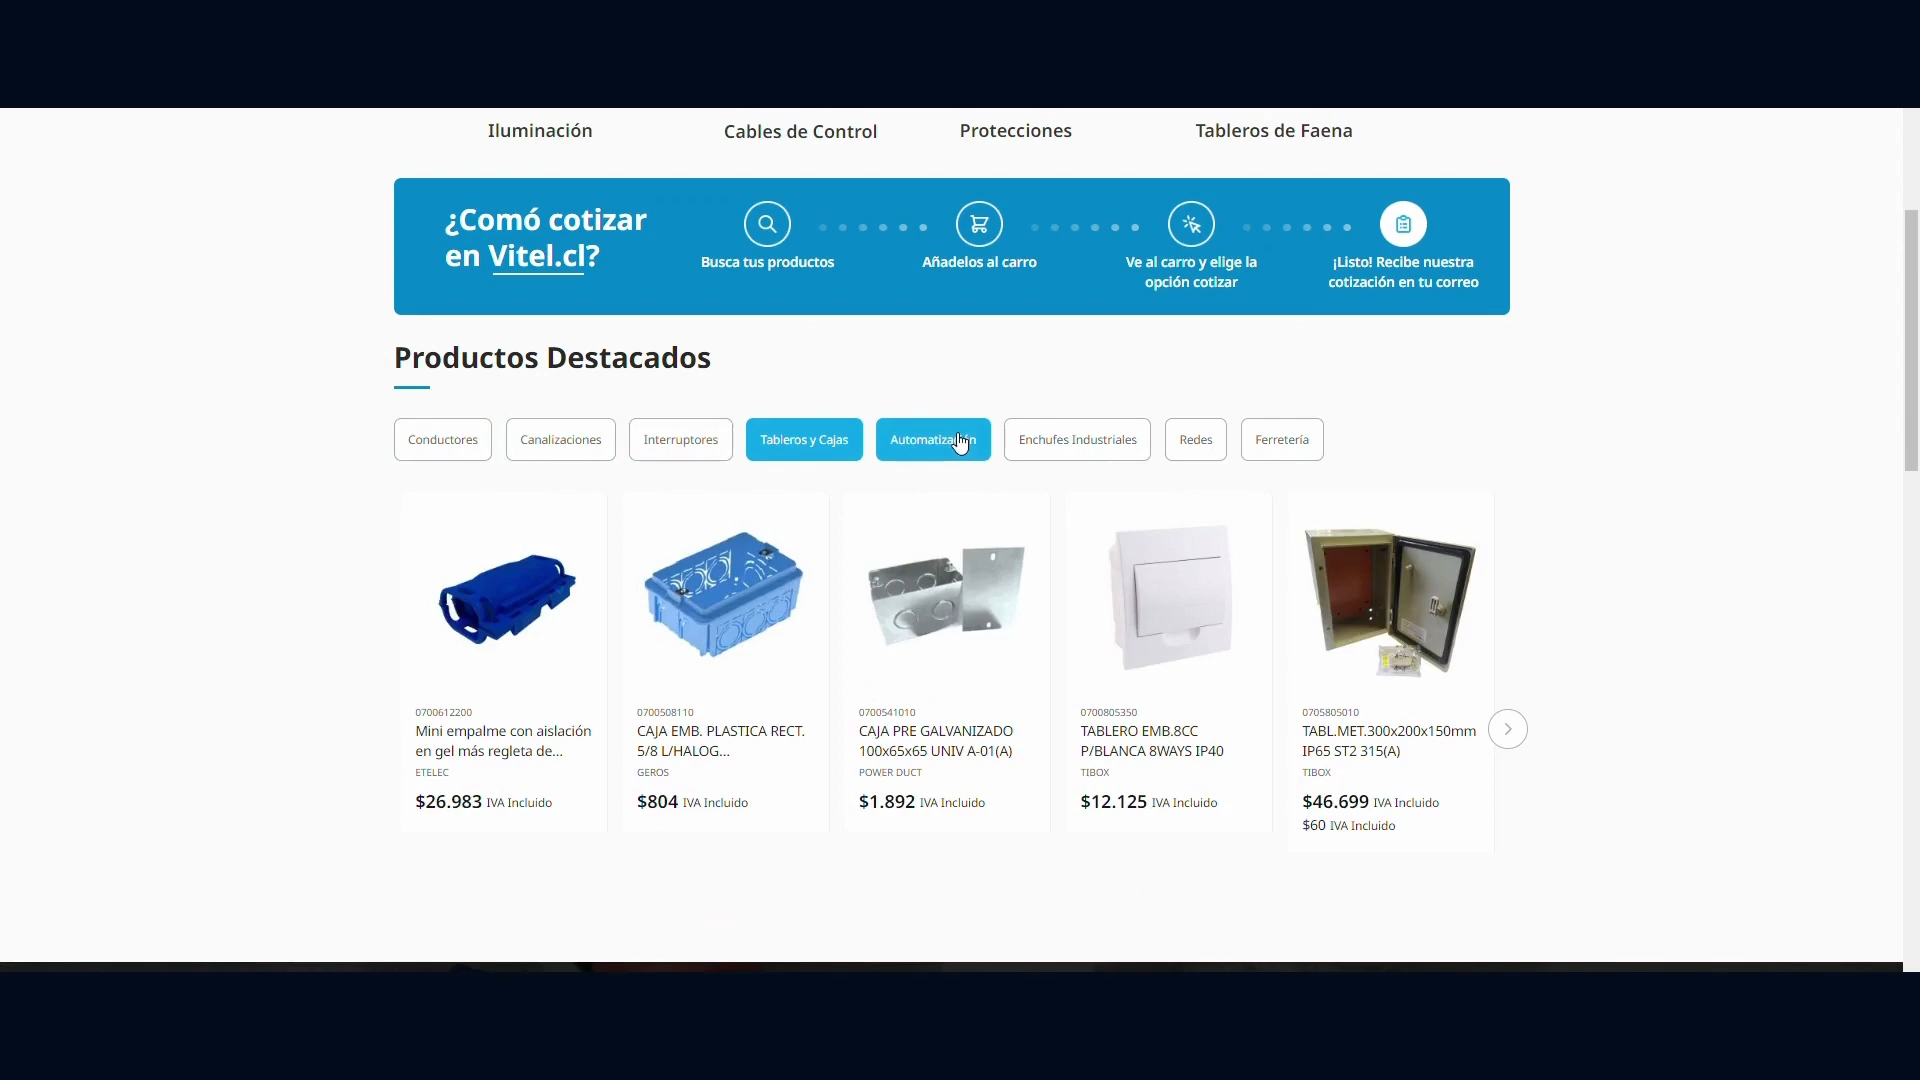 Iluminación
Cables de Control
Protecciones
Tableros de Faena
¿Comó cotizar
en Vitel.cl?
Busca tus productos
Añadelos al carro
Ve al carro y elige la
opción cotizar
¡Listo! Recibe nuestra
cotización en tu correo
Productos Destacados
Conductores
Canalizaciones
Interruptores
Tableros y Cajas
Automatización
Enchufes Industriales
Redes
Ferretería
0700612200
Mini empalme con aislación
en gel más regleta de...
ETELEC
$26.983 IVA Incluido
0700508110
CAJA EMB. PLASTICA RECT.
5/8 L/HALOG...
GEROS
$804 IVA Incluido
0700541010
CAJA PRE GALVANIZADO
100x65x65 UNIV A-01(A)
POWER DUCT
$1.892 IVA Incluido
0700805350
TABLERO EMB.8CC
P/BLANCA 8WAYS IP40
TIBOX
$12.125 IVA Incluido
0705805010
TABL.MET.300x200x150mm
IP65 ST2 315(A)
TIBOX
$46.699 IVA Incluido
$60 IVA Incluido